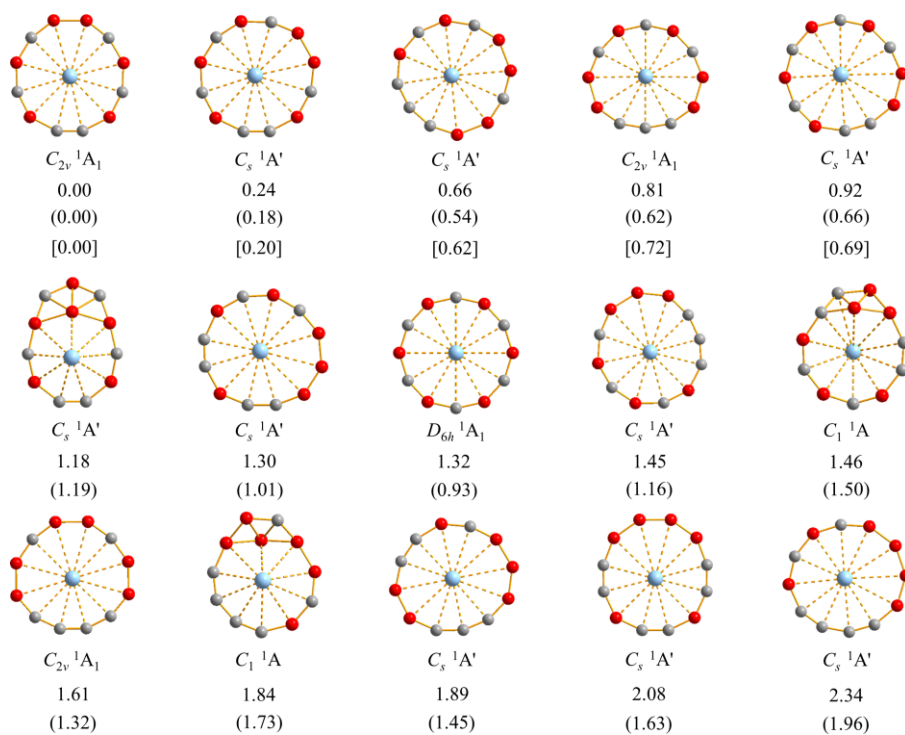 C₂ᵥ ¹A₁ Cₛ ¹A' Cₛ ¹A' C₂ᵥ ¹A₁ Cₛ ¹A'
0.00 0.24 0.66 0.81 0.92
(0.00) (0.18) (0.54) (0.62) (0.66)
[0.00] [0.20] [0.62] [0.72] [0.69]
Cₛ ¹A' Cₛ ¹A' D₆ₕ ¹A₁ Cₛ ¹A' C₁ ¹A
1.18 1.30 1.32 1.45 1.46
(1.19) (1.01) (0.93) (1.16) (1.50)
C₂ᵥ ¹A₁ C₁ ¹A Cₛ ¹A' Cₛ ¹A' Cₛ ¹A'
1.61 1.84 1.89 2.08 2.34
(1.32) (1.73) (1.45) (1.63) (1.96)